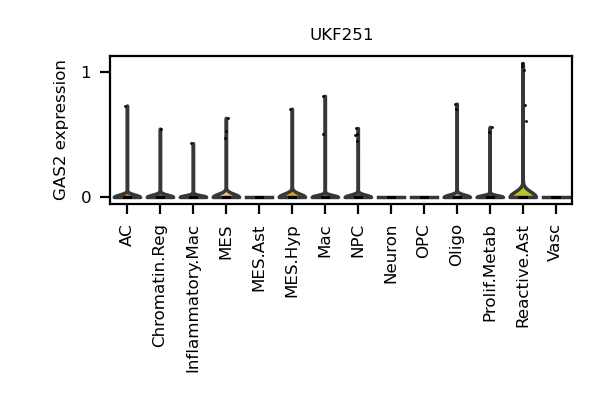 UKF251
GAS2 expression
1
0
AC
Chromatin.Reg
Inflammatory.Mac
MES
MES.Ast
MES.Hyp
Mac
NPC
Neuron
OPC
Oligo
Prolif.Metab
Reactive.Ast
Vasc